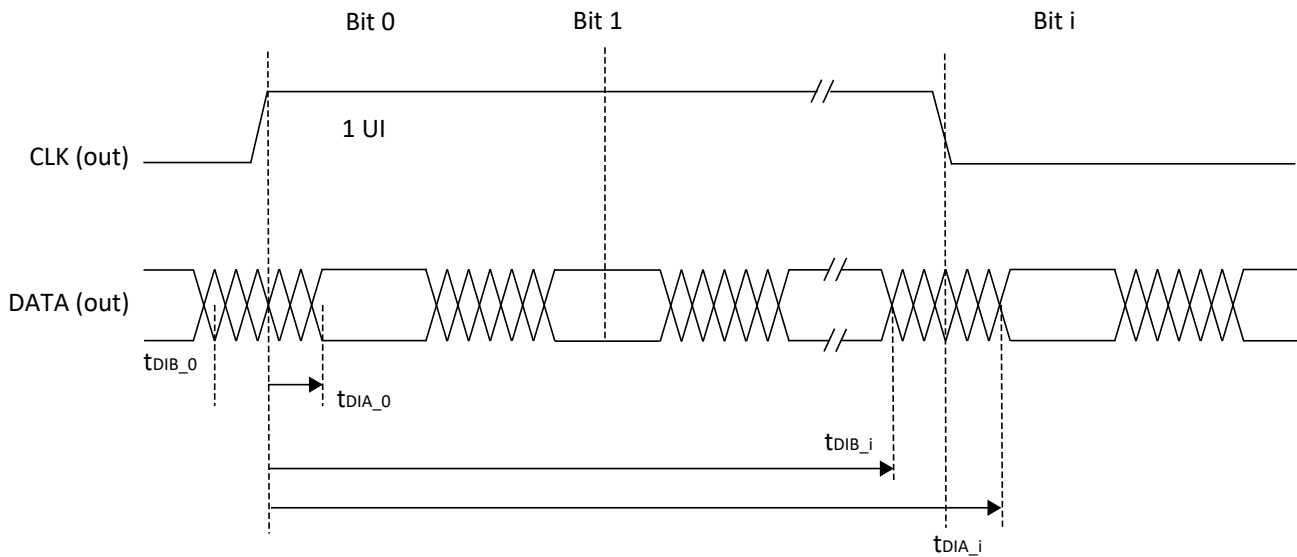 Bit 0 Bit 1 Bit i
1 UI
CLK (out)
DATA (out)
tDIB_0
tDIA_0
tDIB_i
tDIA_i